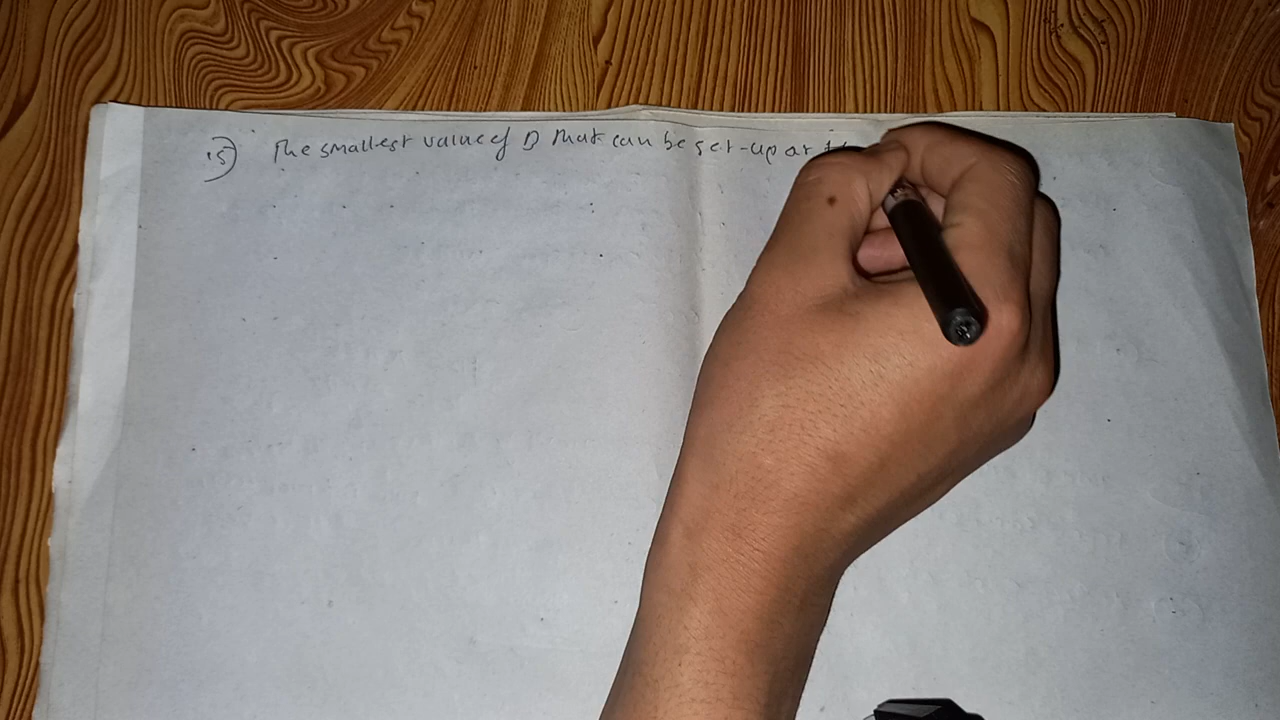 15) The smallest value of D that can be set-up at